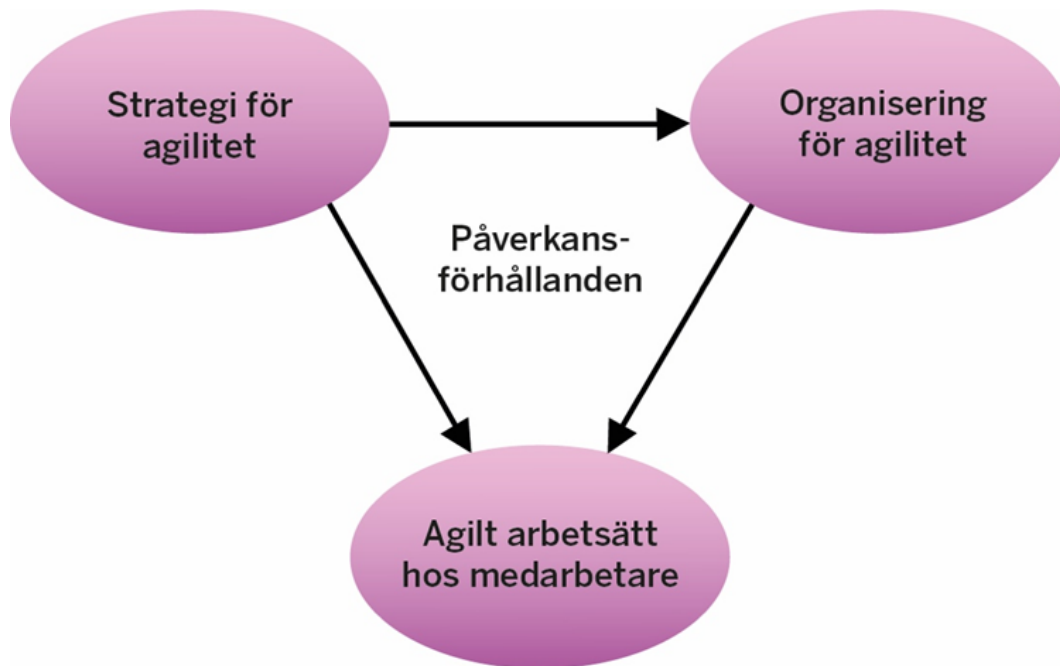 Strategi för
agilitet
Organisering
för agilitet
Påverkans-
förhållanden
Agilt arbetsätt
hos medarbetare